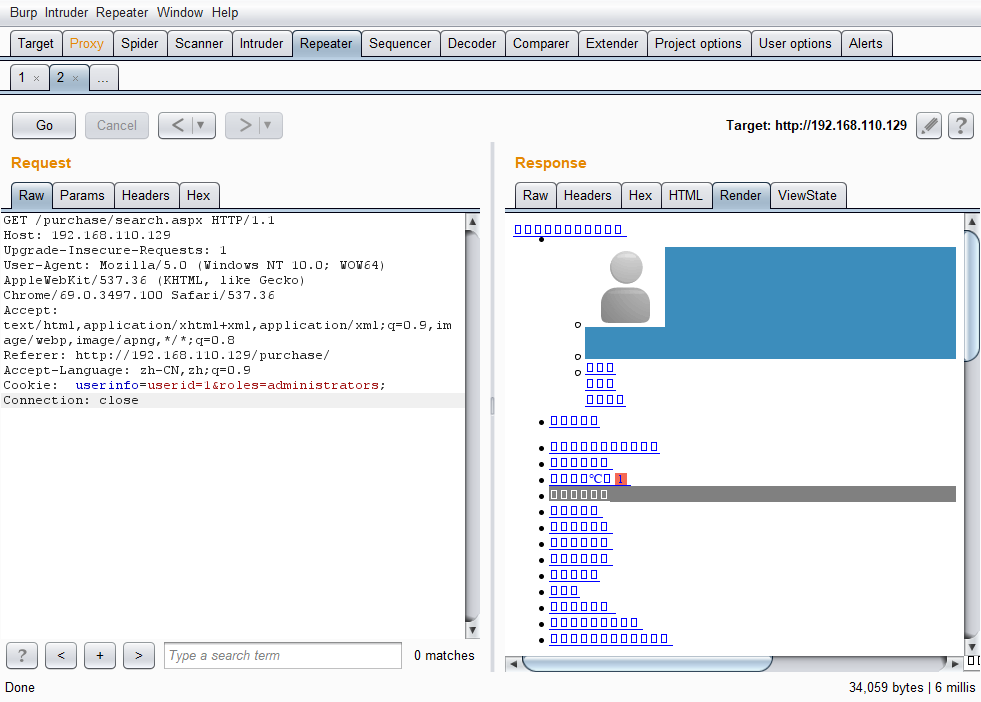 Burp Intruder Repeater Window Help
Target Proxy Spider Scanner Intruder Repeater Sequencer Decoder Comparer Extender Project options User options Alerts
1 × 2 × ...
Go Cancel < ▼ > ▼ Target: http://192.168.110.129 ?
Request
Raw Params Headers Hex
GET /purchase/search.aspx HTTP/1.1
Host: 192.168.110.129
Upgrade-Insecure-Requests: 1
User-Agent: Mozilla/5.0 (Windows NT 10.0; WOW64)
AppleWebKit/537.36 (KHTML, like Gecko)
Chrome/69.0.3497.100 Safari/537.36
Accept:
text/html,application/xhtml+xml,application/xml;q=0.9,im
age/webp,image/apng,*/*;q=0.8
Referer: http://192.168.110.129/purchase/
Accept-Language: zh-CN,zh;q=0.9
Cookie:  userinfo=userid=1&roles=administrators;
Connection: close
? < + > Type a search term 0 matches
Done
Response
Raw Headers Hex HTML Render ViewState
℃ 1
34,059 bytes | 6 millis